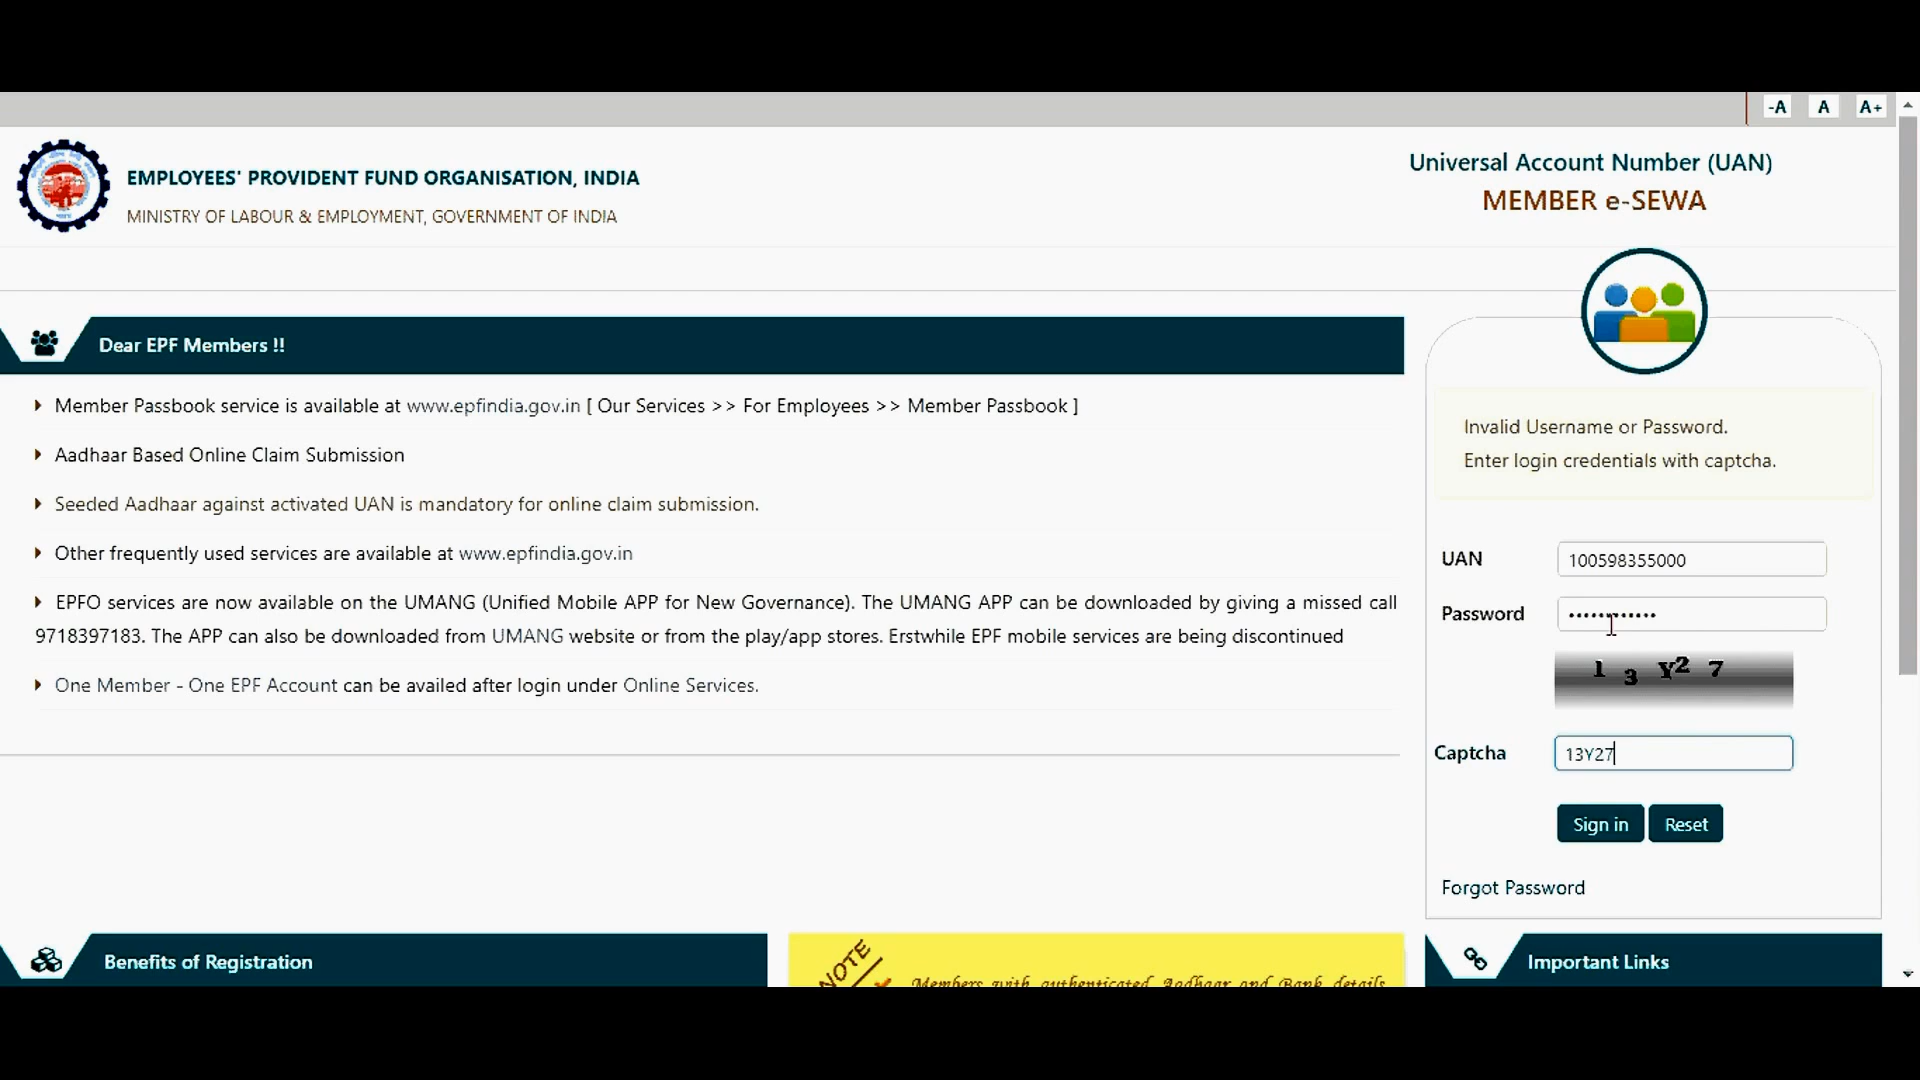 -A A A+
EMPLOYEES' PROVIDENT FUND ORGANISATION, INDIA
MINISTRY OF LABOUR & EMPLOYMENT, GOVERNMENT OF INDIA
Universal Account Number (UAN)
MEMBER e-SEWA
Dear EPF Members !!
Member Passbook service is available at www.epfindia.gov.in [ Our Services >> For Employees >> Member Passbook ]
Aadhaar Based Online Claim Submission
Seeded Aadhaar against activated UAN is mandatory for online claim submission.
Other frequently used services are available at www.epfindia.gov.in
EPFO services are now available on the UMANG (Unified Mobile APP for New Governance). The UMANG APP can be downloaded by giving a missed call
9718397183. The APP can also be downloaded from UMANG website or from the play/app stores. Erstwhile EPF mobile services are being discontinued
One Member - One EPF Account can be availed after login under Online Services.
Invalid Username or Password.
Enter login credentials with captcha.
UAN 100598355000
Password ••••••••••••
1 3 Y2 7
Captcha 13Y27
Sign in Reset
Forgot Password
Benefits of Registration
NOTE
Members with authenticated Aadhaar and Bank details
Important Links